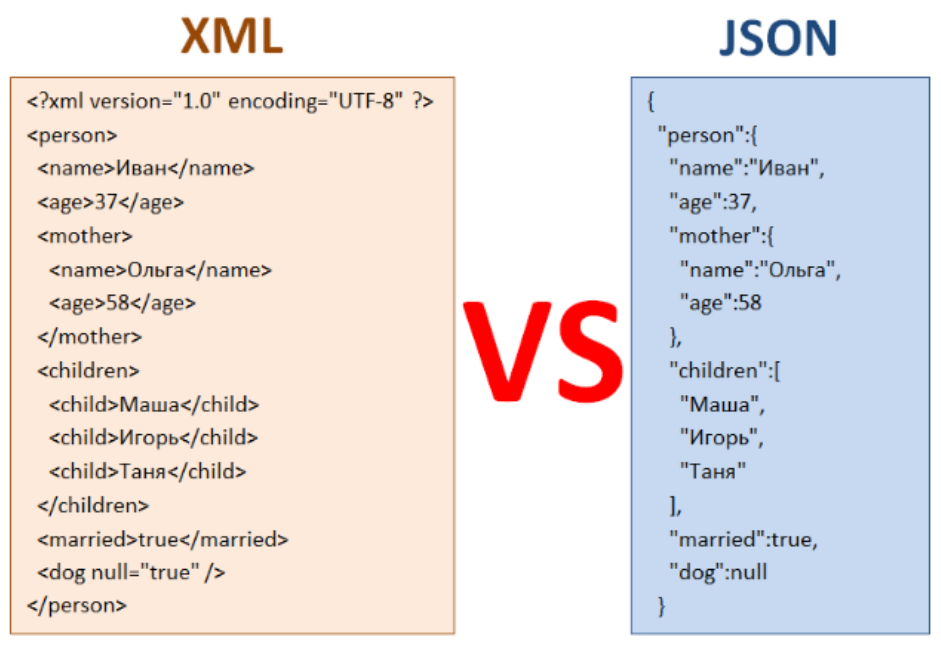 XML
<?xml version="1.0" encoding="UTF-8" ?>
<person>
<name>Иван</name>
<age>37</age>
<mother>
<name>Ольга</name>
<age>58</age>
</mother>
<children>
<child>Маша</child>
<child>Игорь</child>
<child>Таня</child>
</children>
<married>true</married>
<dog null="true" />
</person>
VS
JSON
{
"person":{
"name":"Иван",
"age":37,
"mother":{
"name":"Ольга",
"age":58
},
"children":[
"Маша",
"Игорь",
"Таня"
],
"married":true,
"dog":null
}